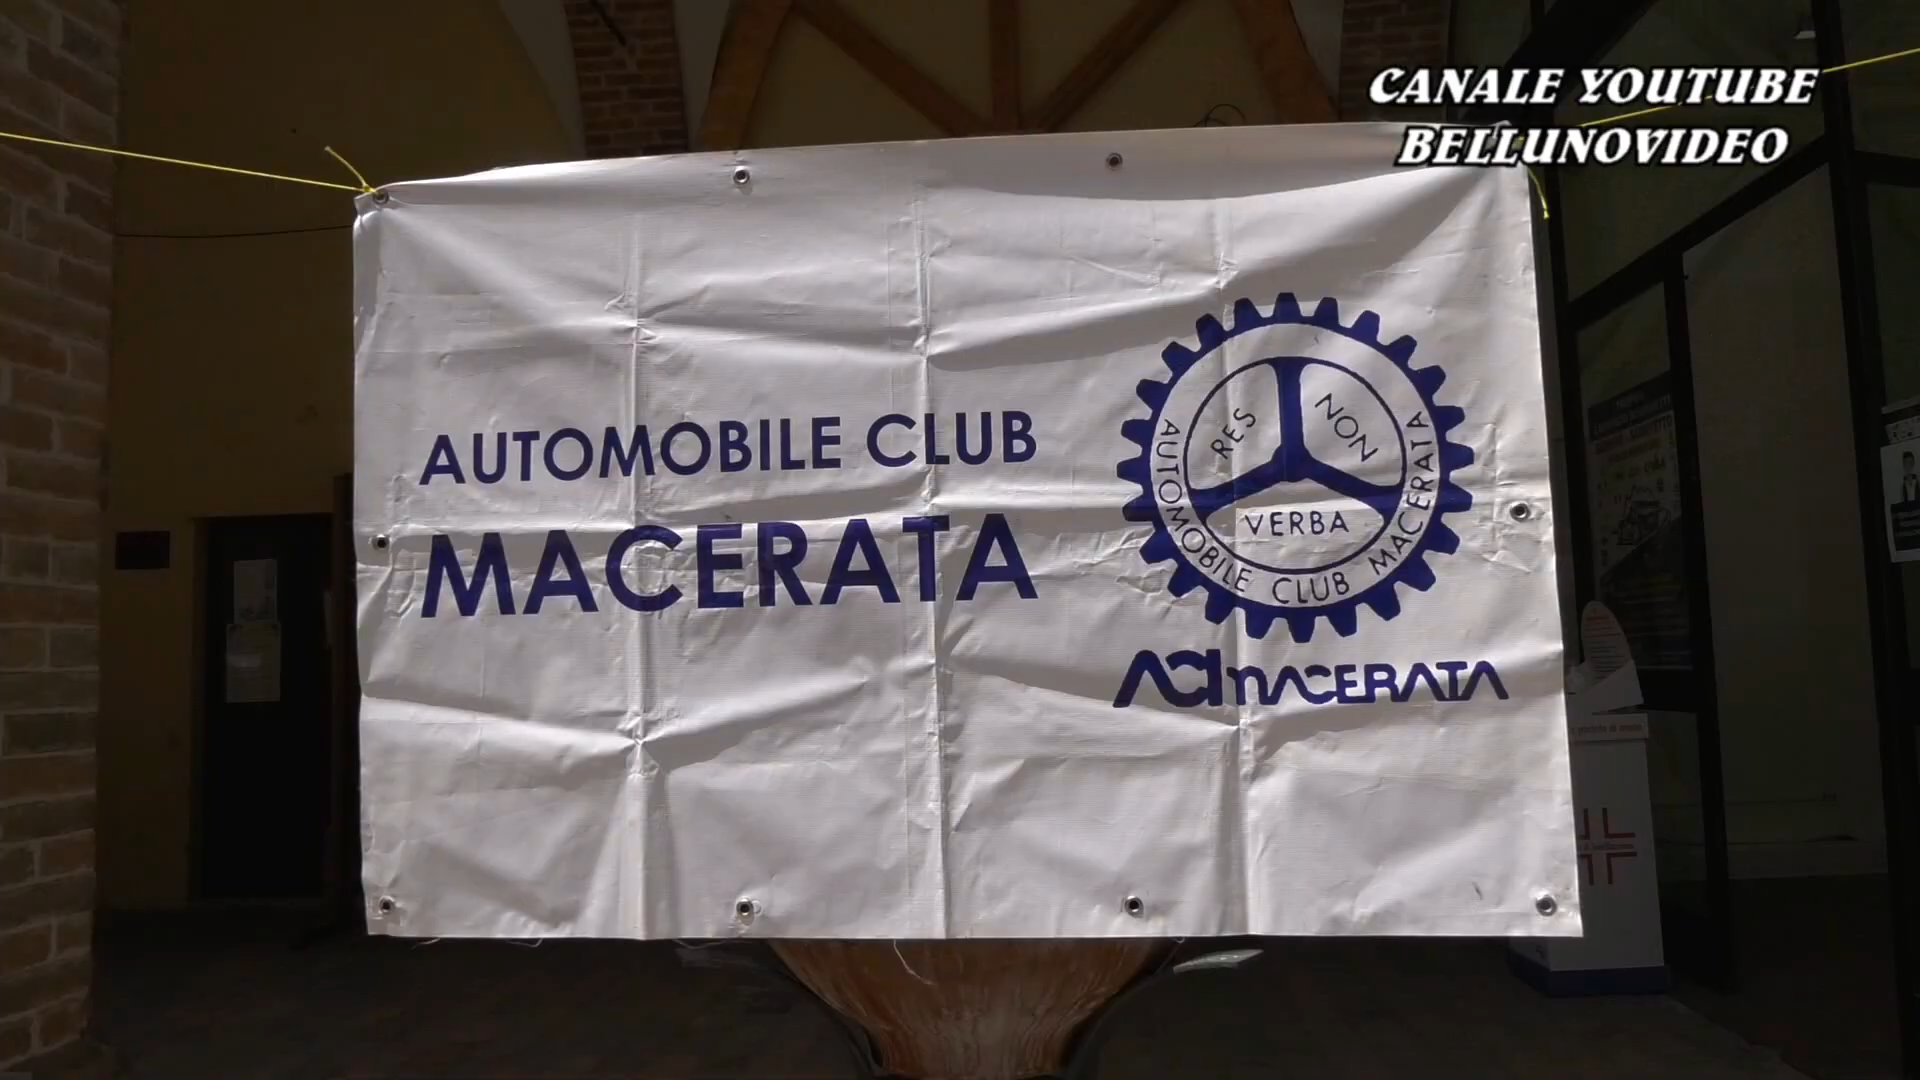 CANALE YOUTUBE
BELLUNOVIDEO
AUTOMOBILE CLUB
MACERATA
RES
NON
VERBA
AUTOMOBILE CLUB MACERATA
ACI MACERATA